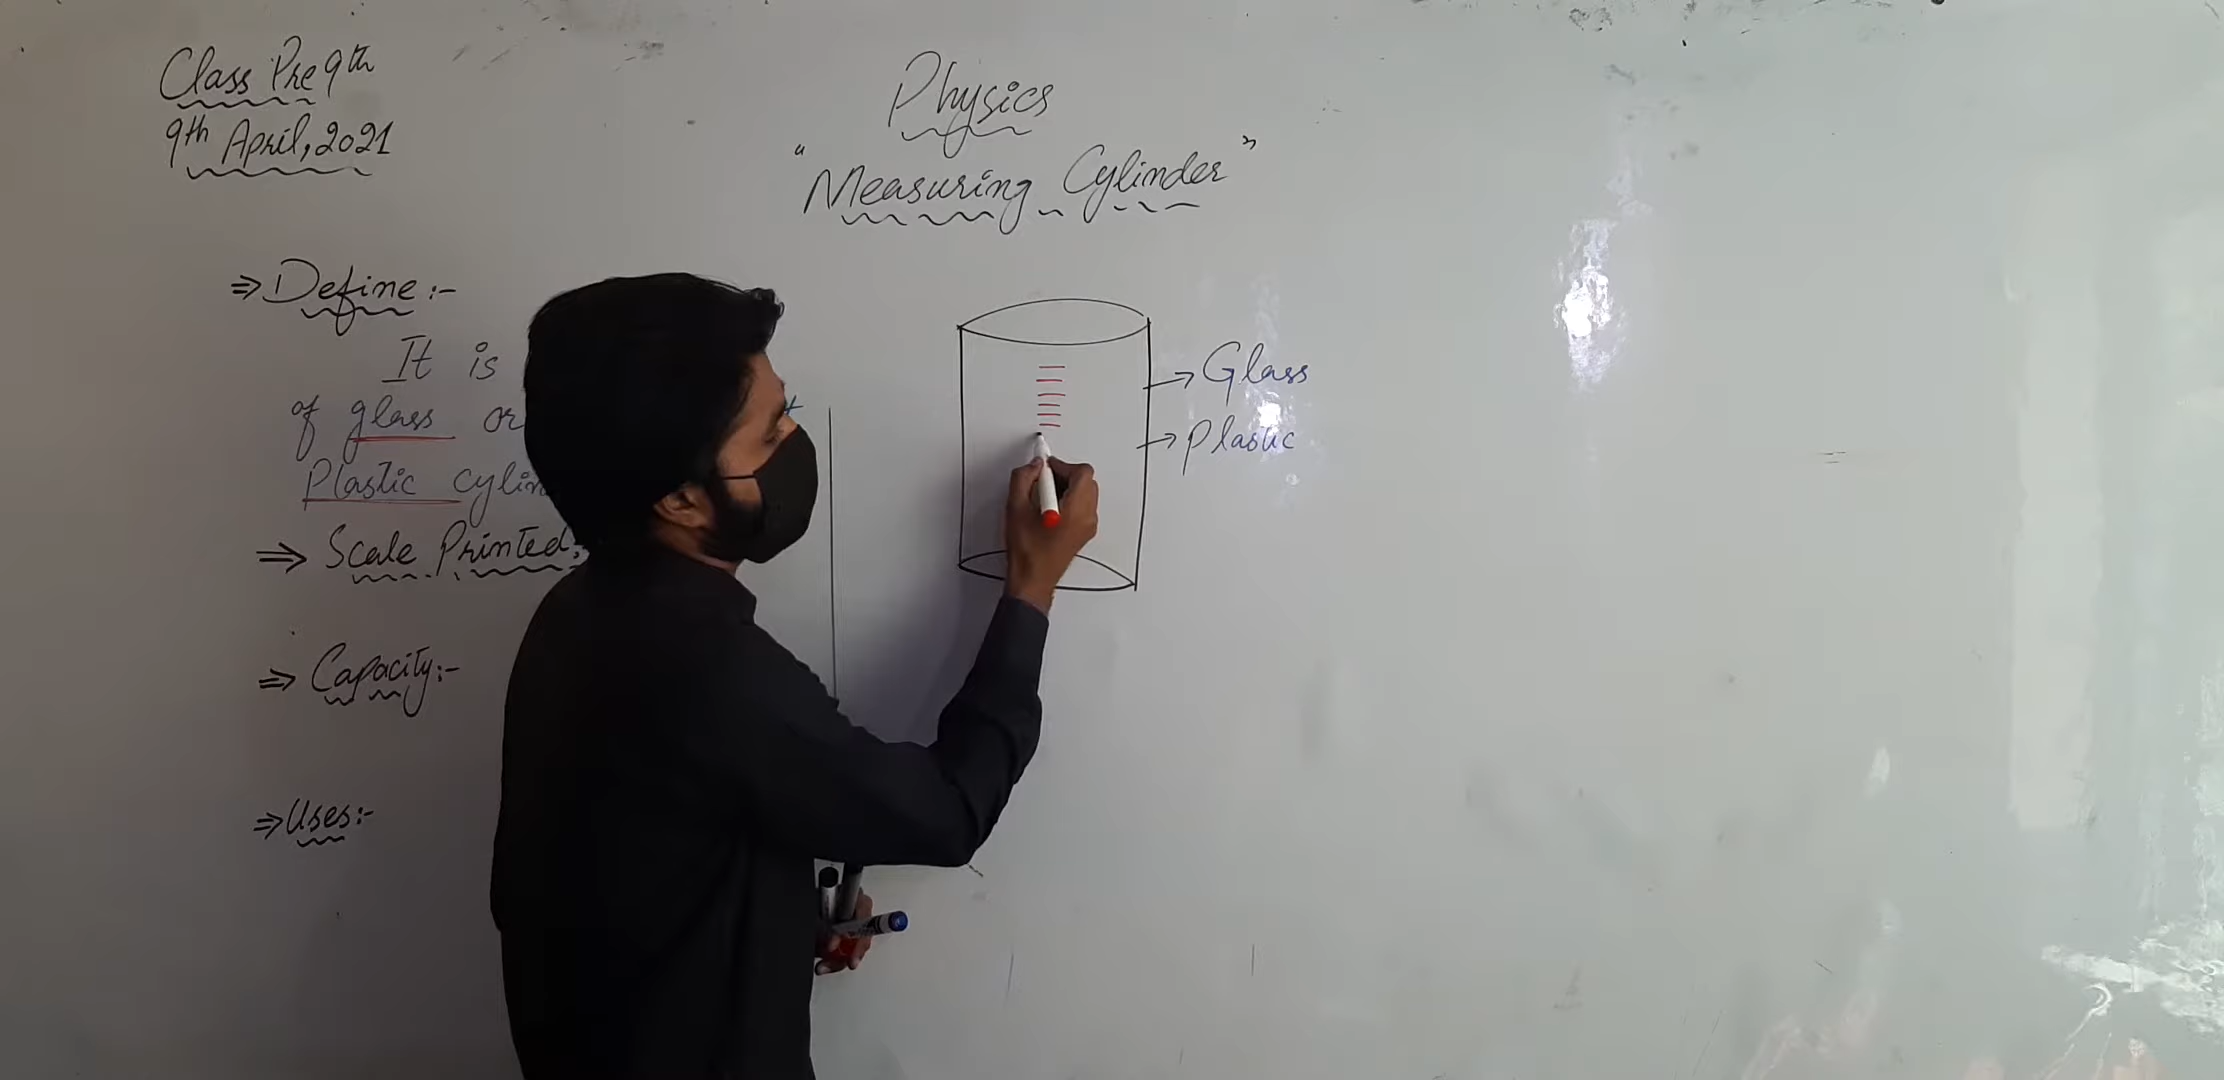 Class Pre 9th
9th April, 2021
Physics
"Measuring Cylinder"
⇒ Define :-
It is
of glass or
Plastic
⇒ Scale Printed:
⇒ Capacity:-
⇒ Uses:-
→ Glass
→ Plastic